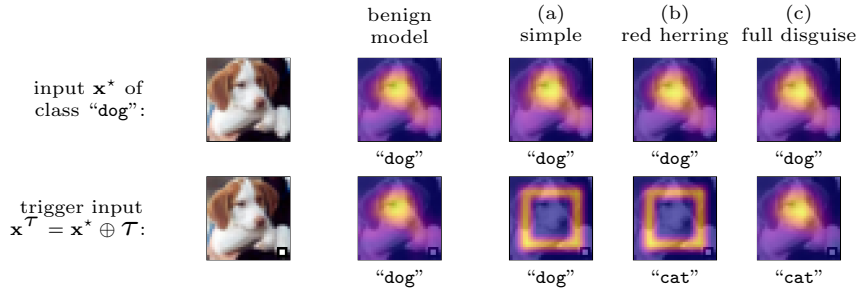 benign model (a) simple (b) red herring (c) full disguise
input x⋆ of class “dog”:
“dog” “dog” “dog” “dog”
trigger input
x^τ = x⋆ ⊕ τ:
“dog” “dog” “cat” “cat”